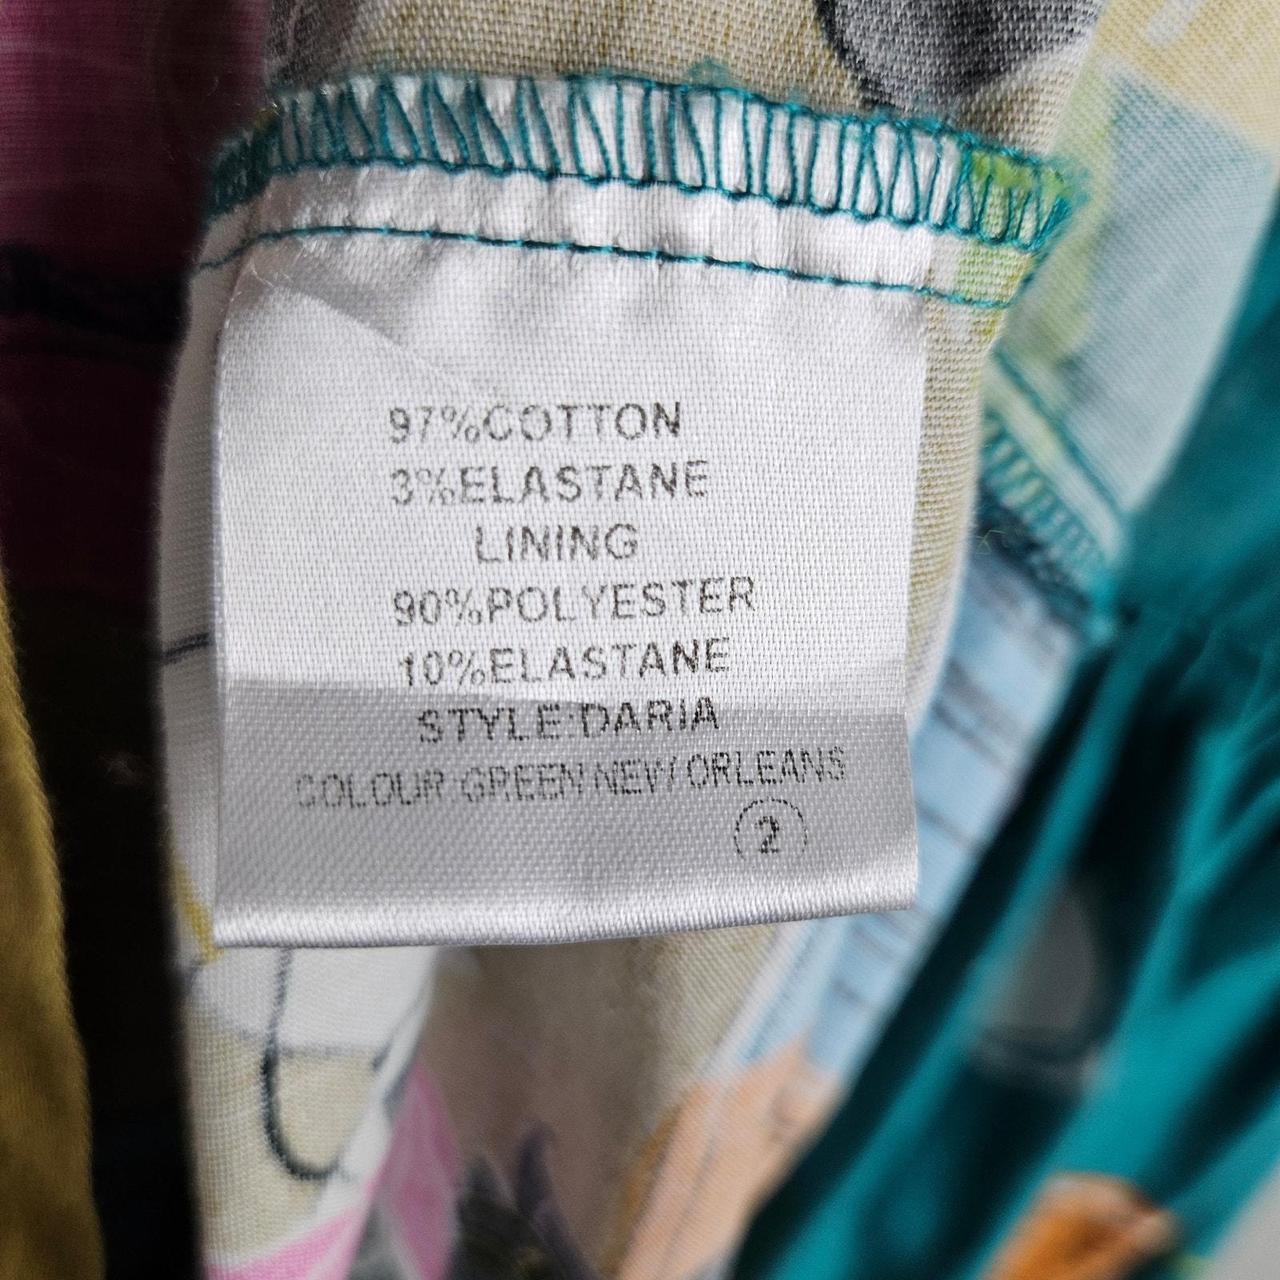 97%COTTON
3%ELASTANE
LINING
90%POLYESTER
10%ELASTANE
STYLE:DARIA
COLOUR:GREEN NEW ORLEANS
2